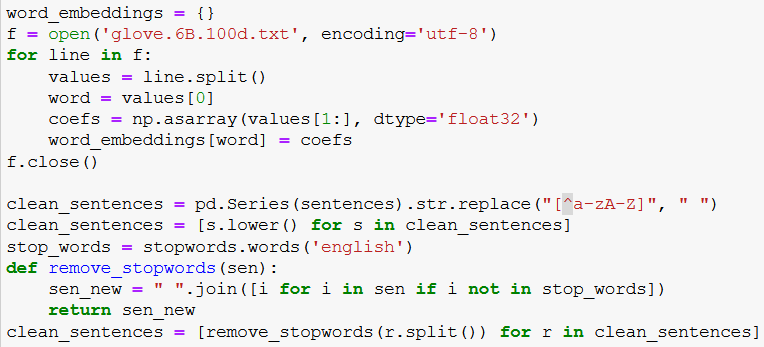 word_embeddings = {}
f = open('glove.6B.100d.txt', encoding='utf-8')
for line in f:
    values = line.split()
    word = values[0]
    coefs = np.asarray(values[1:], dtype='float32')
    word_embeddings[word] = coefs
f.close()

clean_sentences = pd.Series(sentences).str.replace("[^a-zA-Z]", " ")
clean_sentences = [s.lower() for s in clean_sentences]
stop_words = stopwords.words('english')
def remove_stopwords(sen):
    sen_new = " ".join([i for i in sen if i not in stop_words])
    return sen_new
clean_sentences = [remove_stopwords(r.split()) for r in clean_sentences]